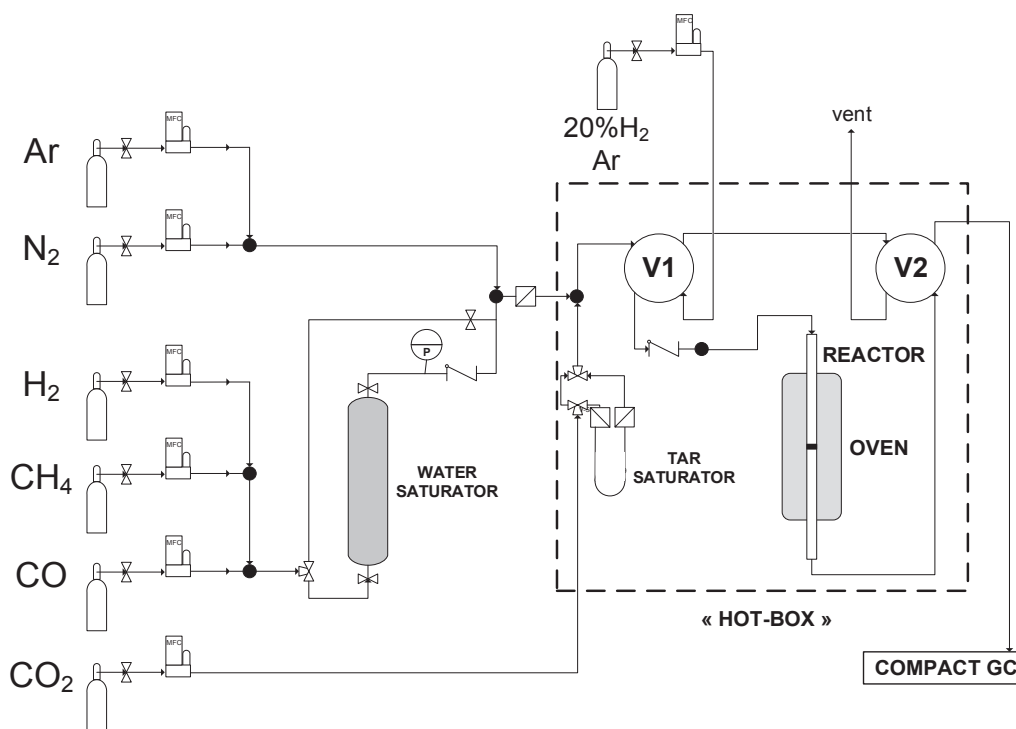 MFC
20%H₂
Ar
vent
MFC
Ar
MFC
N₂
V1
V2
P
MFC
H₂
REACTOR
MFC
CH₄
WATER
SATURATOR
TAR
SATURATOR
OVEN
MFC
CO
« HOT-BOX »
MFC
CO₂
COMPACT GC